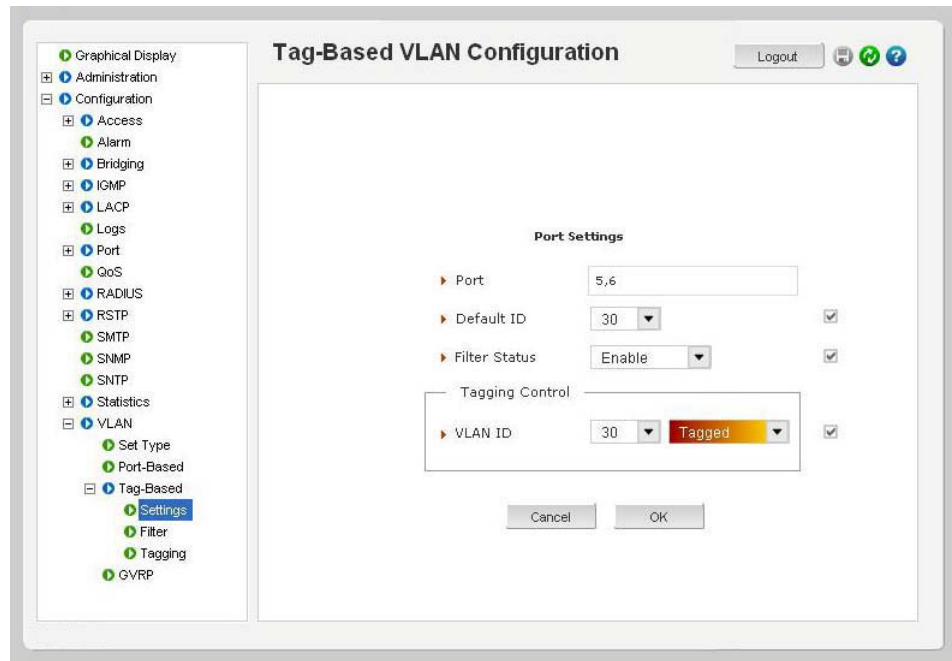 Graphical Display
Administration
Configuration
Access
Alarm
Bridging
IGMP
LACP
Logs
Port
QoS
RADIUS
RSTP
SMTP
SNMP
SNTP
Statistics
VLAN
Set Type
Port-Based
Tag-Based
Settings
Filter
Tagging
GVRP
Tag-Based VLAN Configuration
Logout
?
Port Settings
Port 5,6
Default ID 30
Filter Status Enable
Tagging Control
VLAN ID 30 Tagged
Cancel OK